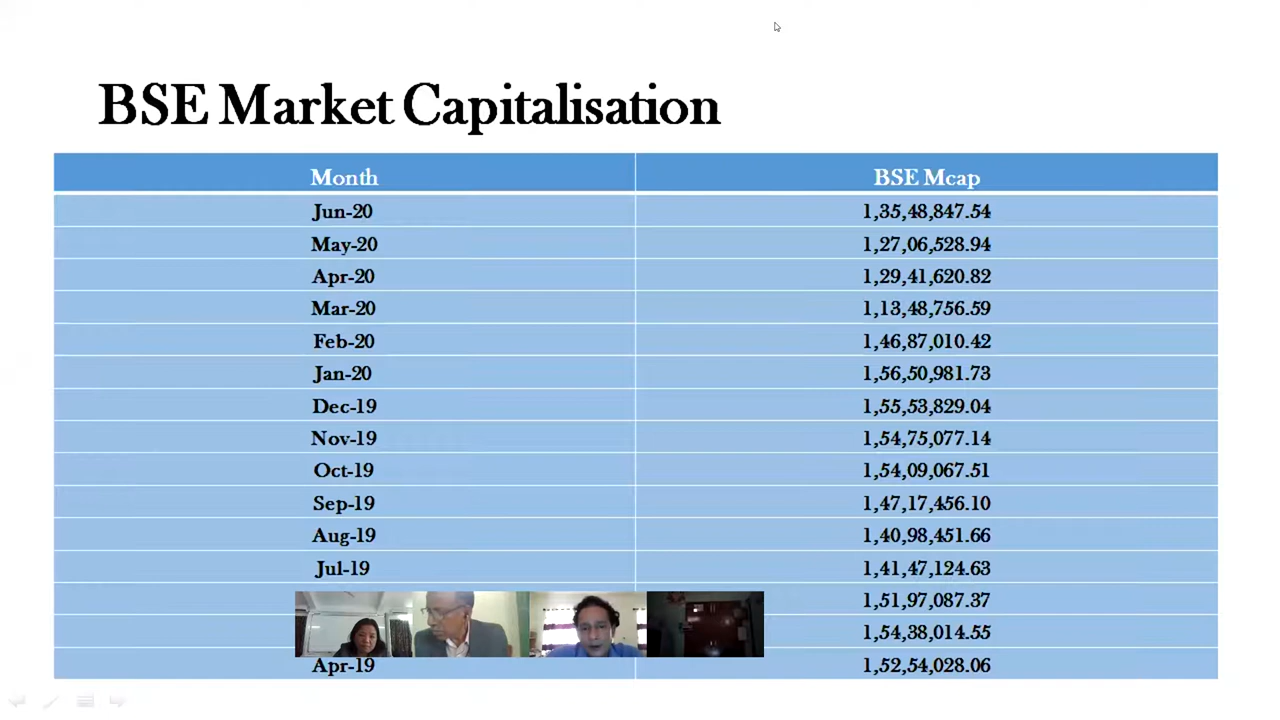 BSE Market Capitalisation
Month BSE Mcap
Jun-20 1,35,48,847.54
May-20 1,27,06,528.94
Apr-20 1,29,41,620.82
Mar-20 1,13,48,756.59
Feb-20 1,46,87,010.42
Jan-20 1,56,50,981.73
Dec-19 1,55,53,829.04
Nov-19 1,54,75,077.14
Oct-19 1,54,09,067.51
Sep-19 1,47,17,456.10
Aug-19 1,40,98,451.66
Jul-19 1,41,47,124.63
1,51,97,087.37
1,54,38,014.55
Apr-19 1,52,54,028.06